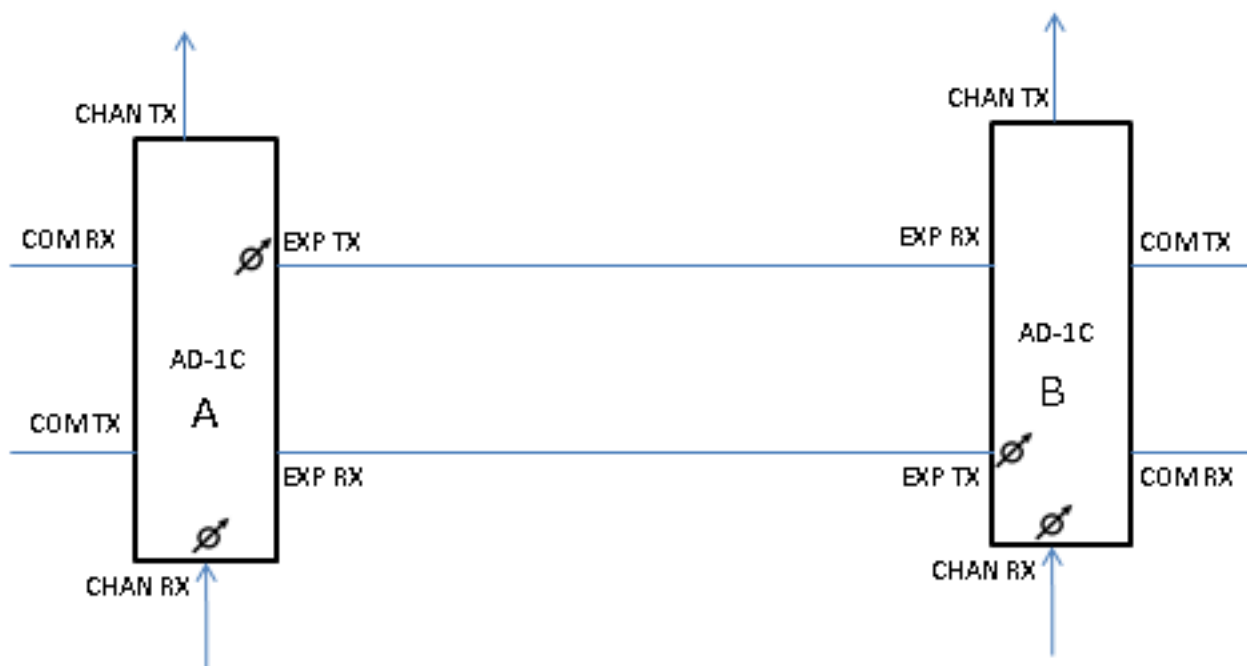 CHAN TX
CHAN TX
COM RX
EXP TX
EXP RX
COM TX
AD-1C
A
AD-1C
B
COM TX
EXP RX
EXP TX
COM RX
CHAN RX
CHAN RX